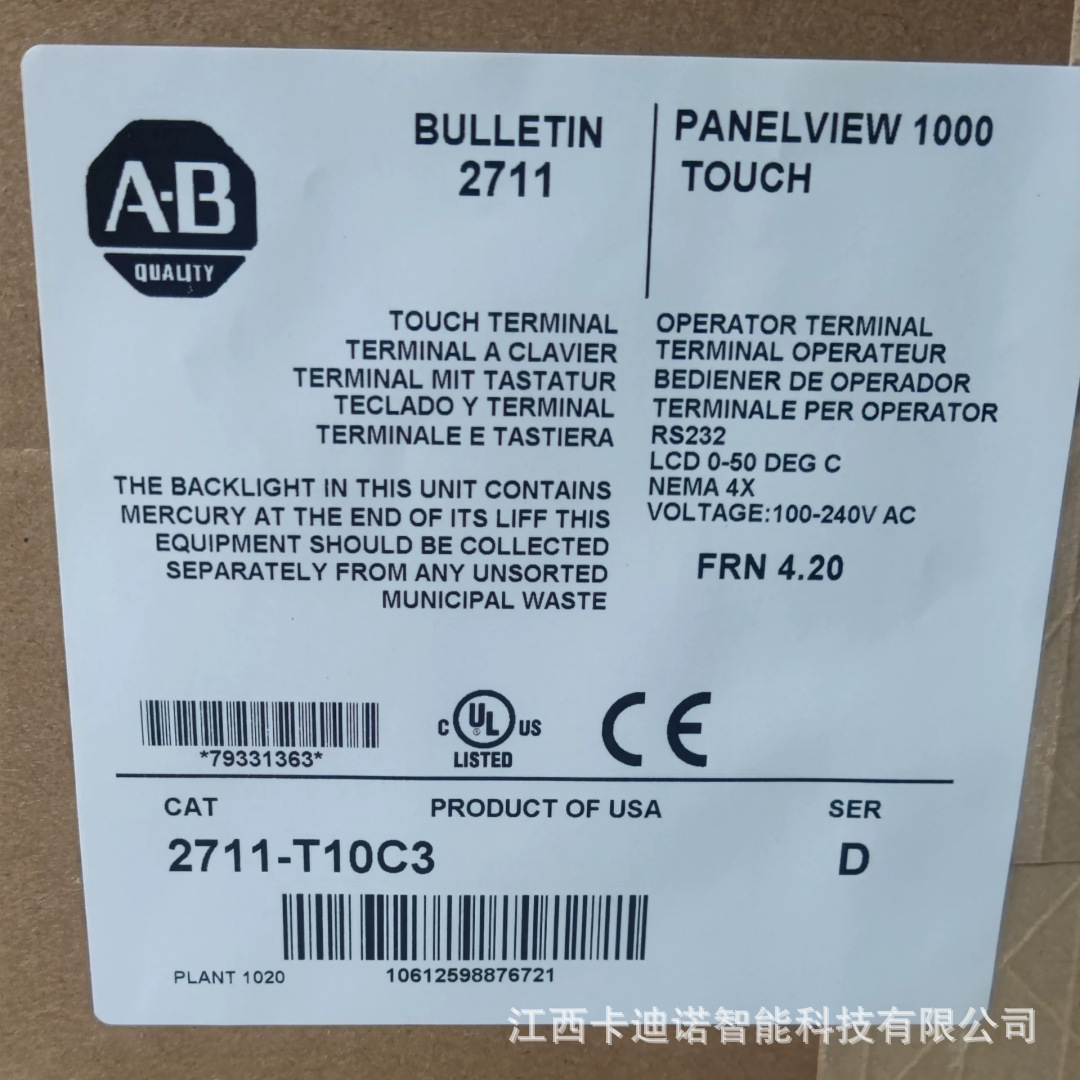 A-B
QUALITY
BULLETIN
2711
PANELVIEW 1000
TOUCH
TOUCH TERMINAL
TERMINAL A CLAVIER
TERMINAL MIT TASTATUR
TECLADO Y TERMINAL
TERMINALE E TASTIERA
OPERATOR TERMINAL
TERMINAL OPERATEUR
BEDIENER DE OPERADOR
TERMINALE PER OPERATOR
RS232
LCD 0-50 DEG C
NEMA 4X
VOLTAGE:100-240V AC
FRN 4.20
THE BACKLIGHT IN THIS UNIT CONTAINS
MERCURY AT THE END OF ITS LIFF THIS
EQUIPMENT SHOULD BE COLLECTED
SEPARATELY FROM ANY UNSORTED
MUNICIPAL WASTE
*79331363*
C UL US
LISTED
CE
CAT
PRODUCT OF USA
SER
2711-T10C3
D
PLANT 1020
10612598876721
江西卡迪诺智能科技有限公司